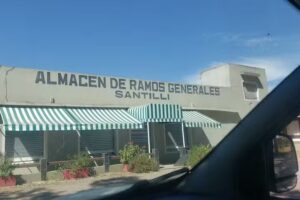 ALMACEN DE RAMOS GENERALES
SANTILLI